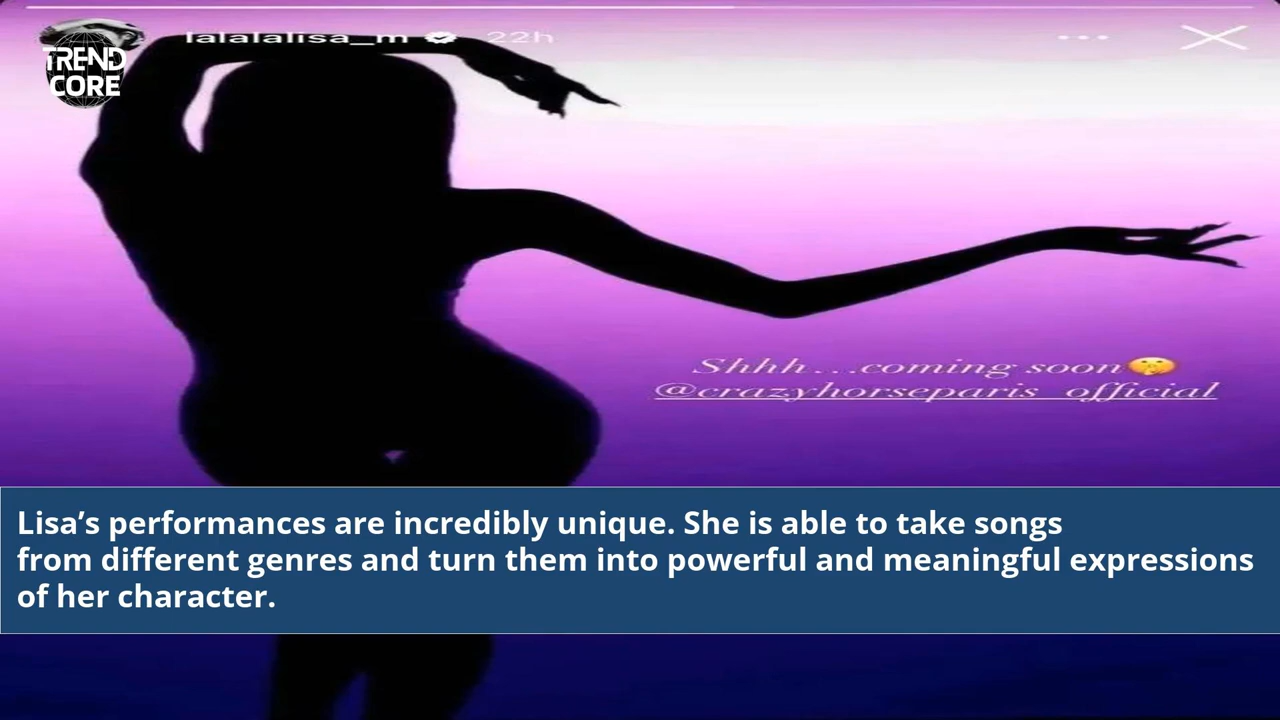 lalalalisa_m 22h
TREND
CORE
Shhh...coming soon🤫
@crazyhorseparis_official
Lisa’s performances are incredibly unique. She is able to take songs
from different genres and turn them into powerful and meaningful expressions
of her character.